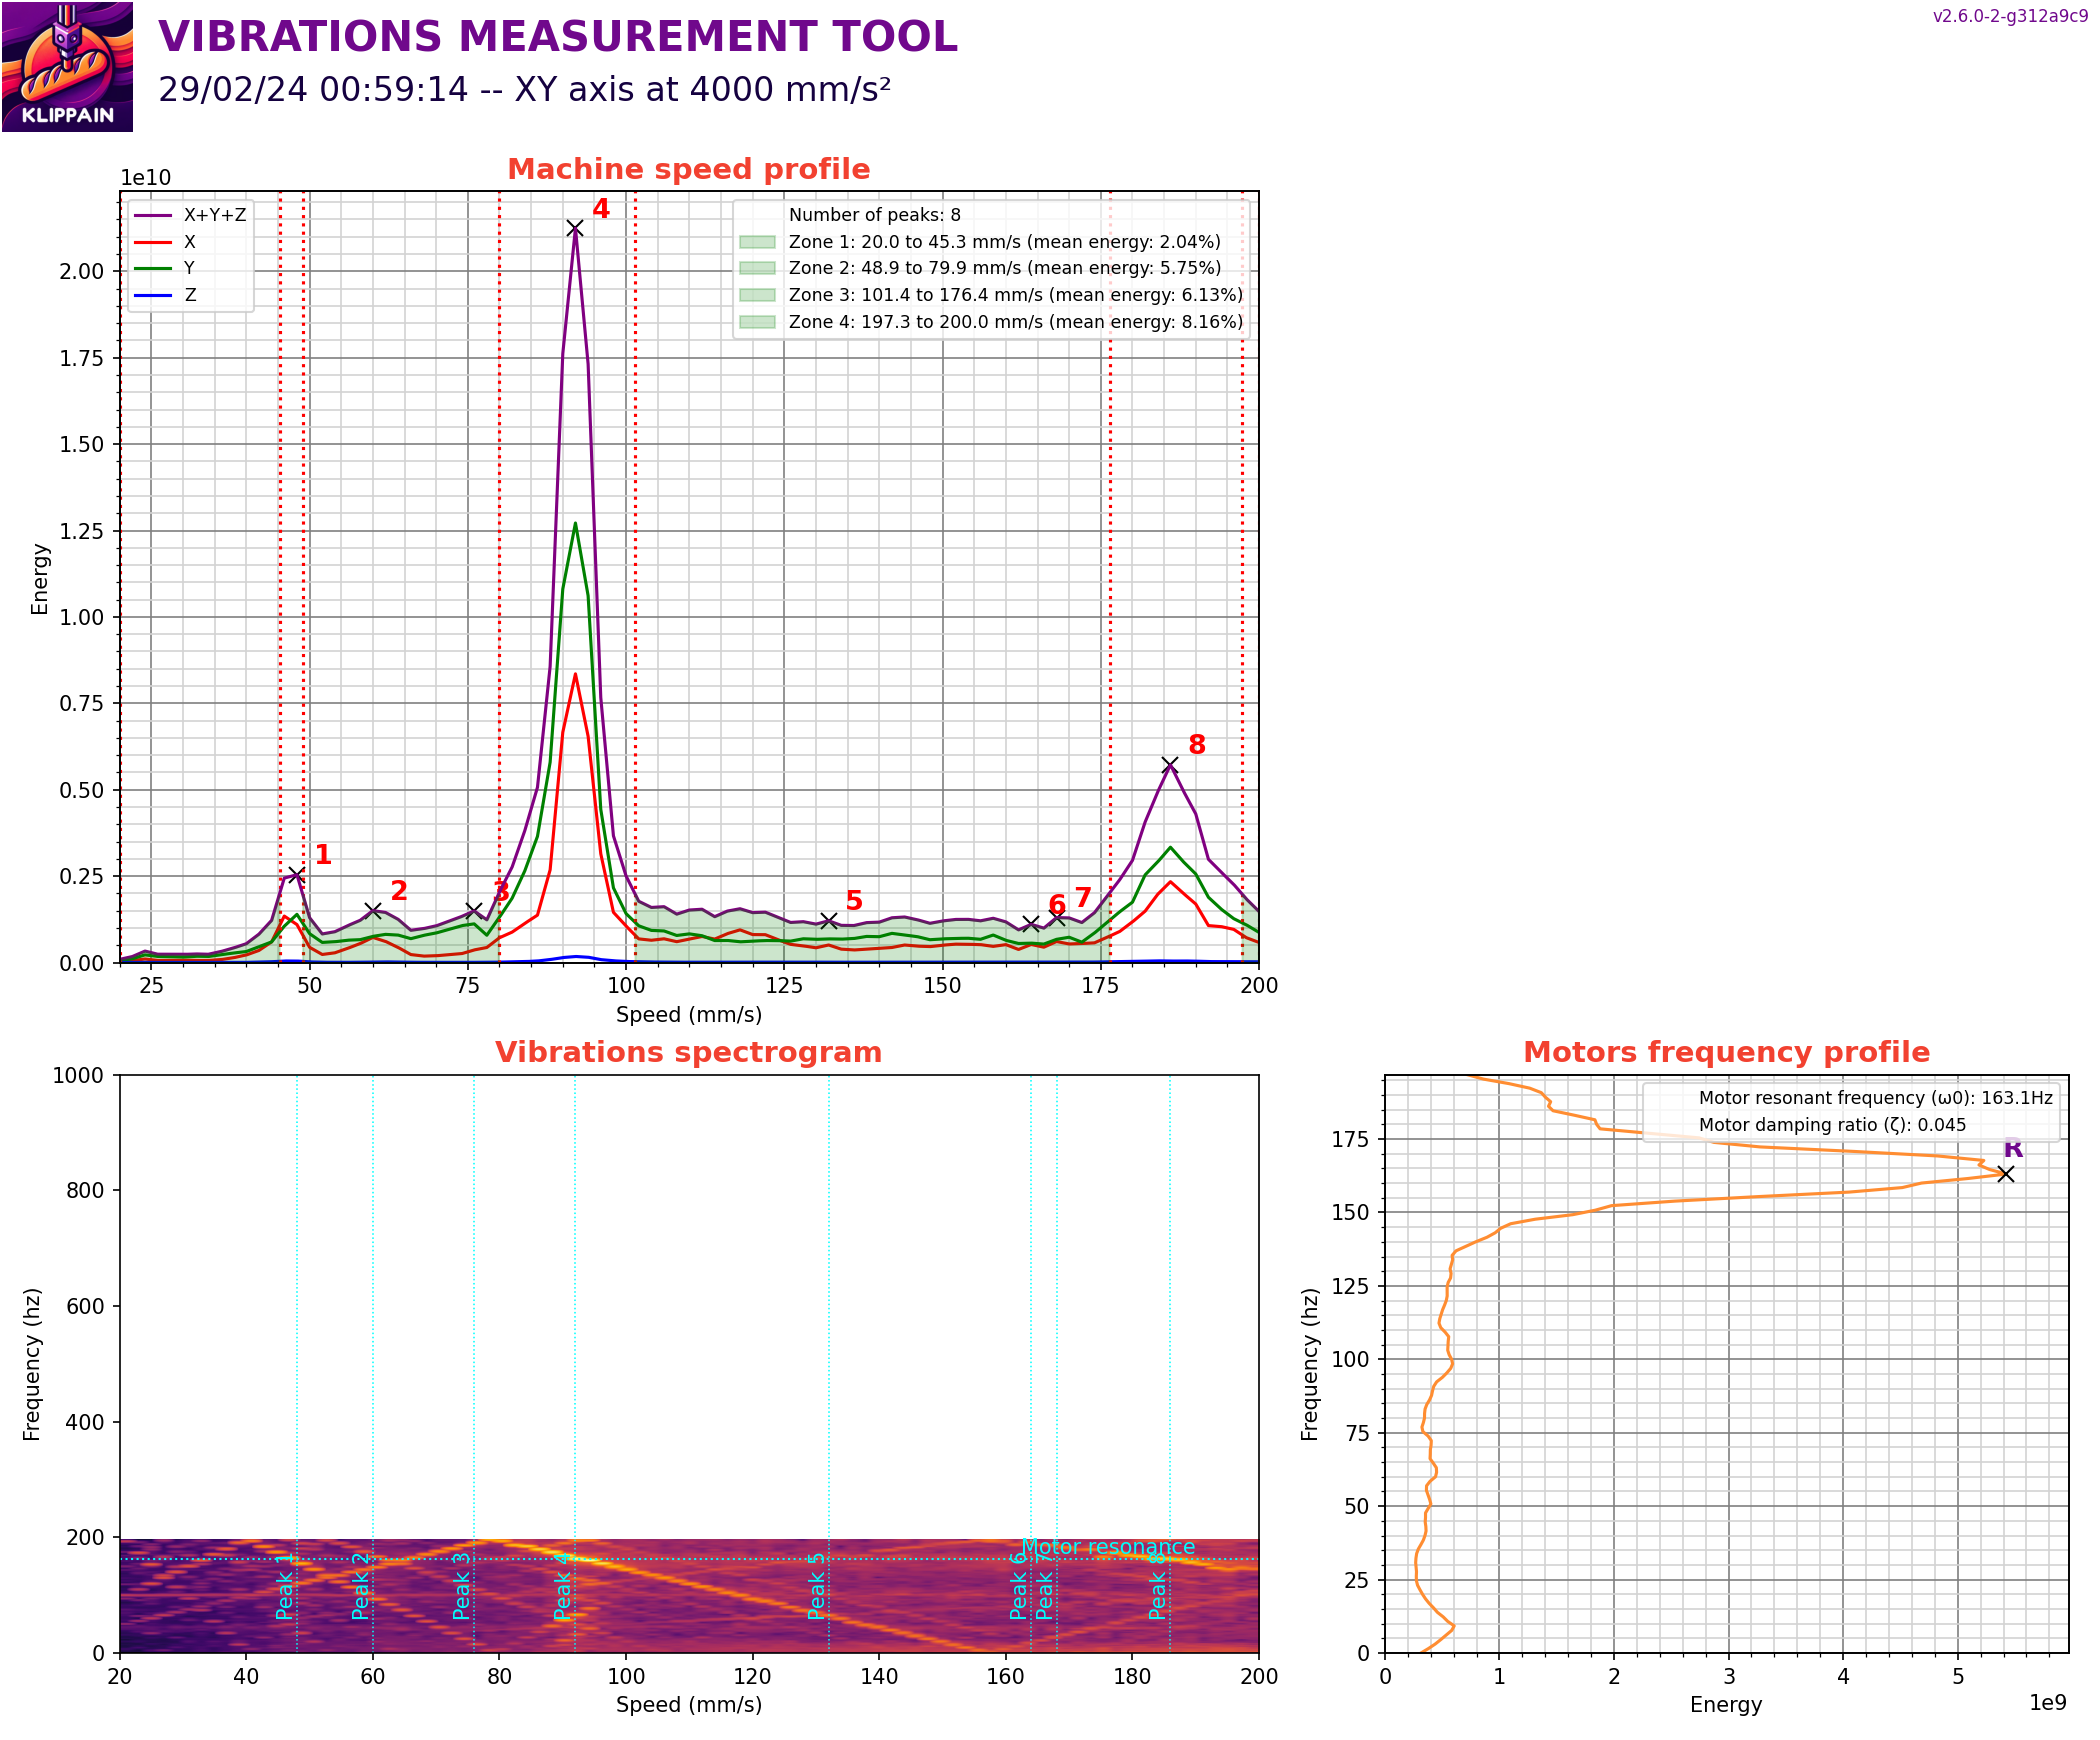 v2.6.0-2-g312a9c9
VIBRATIONS MEASUREMENT TOOL
29/02/24 00:59:14 -- XY axis at 4000 mm/s²
KLIPPAIN
Machine speed profile
1e10
X+Y+Z
X
Y
Z
Number of peaks: 8
Zone 1: 20.0 to 45.3 mm/s (mean energy: 2.04%)
Zone 2: 48.9 to 79.9 mm/s (mean energy: 5.75%)
Zone 3: 101.4 to 176.4 mm/s (mean energy: 6.13%)
Zone 4: 197.3 to 200.0 mm/s (mean energy: 8.16%)
2.00
1.75
1.50
1.25
1.00
0.75
0.50
0.25
0.00
Energy
1
2
3
4
5
6
7
8
25 50 75 100 125 150 175 200
Speed (mm/s)
Vibrations spectrogram
1000
800
600
400
200
0
Frequency (hz)
Motor resonance
Peak 1
Peak 2
Peak 3
Peak 4
Peak 5
Peak 6
Peak 7
Peak 8
20 40 60 80 100 120 140 160 180 200
Speed (mm/s)
Motors frequency profile
Motor resonant frequency (ω0): 163.1Hz
Motor damping ratio (ζ): 0.045
R
175
150
125
100
75
50
25
0
Frequency (hz)
0 1 2 3 4 5
1e9
Energy